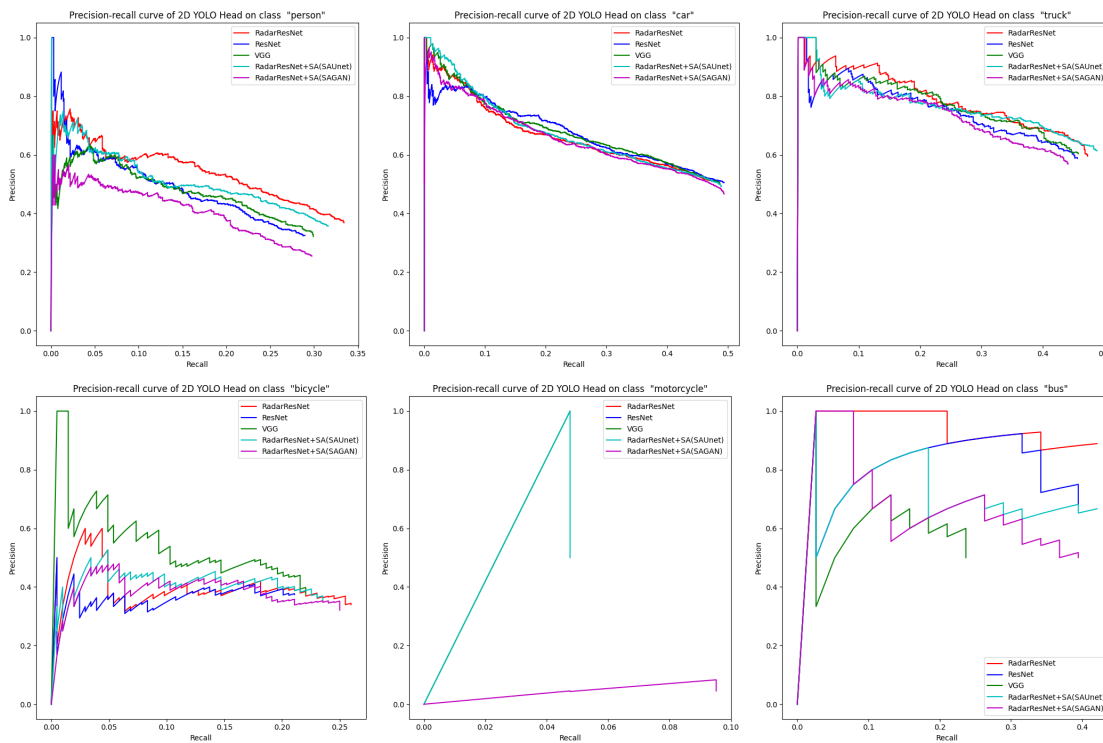 Precision-recall curve of 2D YOLO Head on class "person"
1.0
0.8
0.6
0.4
0.2
0.0
Precision
0.00 0.05 0.10 0.15 0.20 0.25 0.30 0.35
Recall
RadarResNet
ResNet
VGG
RadarResNet+SA(SAUnet)
RadarResNet+SA(SAGAN)
Precision-recall curve of 2D YOLO Head on class "car"
1.0
0.8
0.6
0.4
0.2
0.0
Precision
0.0 0.1 0.2 0.3 0.4 0.5
Recall
RadarResNet
ResNet
VGG
RadarResNet+SA(SAUnet)
RadarResNet+SA(SAGAN)
Precision-recall curve of 2D YOLO Head on class "truck"
1.0
0.8
0.6
0.4
0.2
0.0
Precision
0.0 0.1 0.2 0.3 0.4
Recall
RadarResNet
ResNet
VGG
RadarResNet+SA(SAUnet)
RadarResNet+SA(SAGAN)
Precision-recall curve of 2D YOLO Head on class "bicycle"
1.0
0.8
0.6
0.4
0.2
0.0
Precision
0.00 0.05 0.10 0.15 0.20 0.25
Recall
RadarResNet
ResNet
VGG
RadarResNet+SA(SAUnet)
RadarResNet+SA(SAGAN)
Precision-recall curve of 2D YOLO Head on class "motorcycle"
1.0
0.8
0.6
0.4
0.2
0.0
Precision
0.00 0.02 0.04 0.06 0.08 0.10
Recall
RadarResNet
ResNet
VGG
RadarResNet+SA(SAUnet)
RadarResNet+SA(SAGAN)
Precision-recall curve of 2D YOLO Head on class "bus"
1.0
0.8
0.6
0.4
0.2
0.0
Precision
0.0 0.1 0.2 0.3 0.4
Recall
RadarResNet
ResNet
VGG
RadarResNet+SA(SAUnet)
RadarResNet+SA(SAGAN)